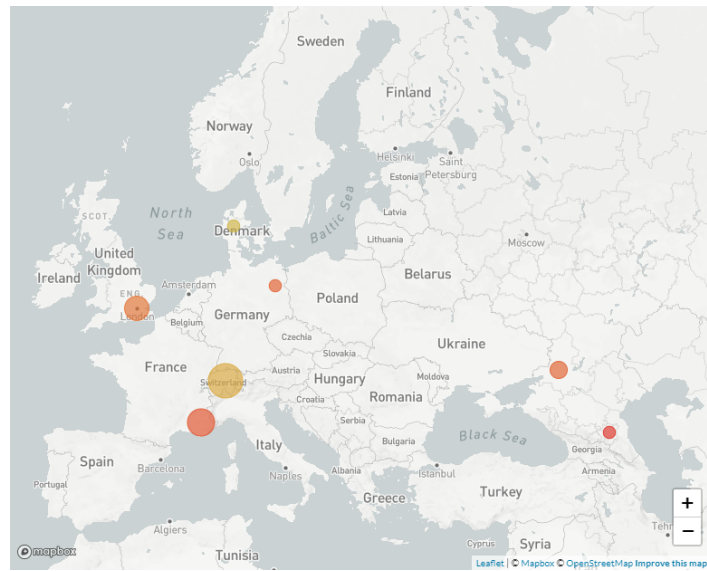 Sweden
Finland
Norway
Oslo
Helsinki
Saint
Petersburg
Estonia
SCOT.
North
Sea
Baltic Sea
Latvia
Denmark
Lithuania
Moscow
United
Kingdom
Ireland
Belarus
Amsterdam
ENG.
London
Poland
Germany
Belgium
Czechia
Ukraine
Slovakia
France
Austria
Switzerland
Hungary
Moldova
Croatia
Romania
Serbia
Black Sea
Italy
Bulgaria
Georgia
Spain
Barcelona
Naples
Albania
Istanbul
Armenia
Portugal
Greece
Turkey
+
−
Algiers
Tehr
Cyprus
Syria
mapbox
Tunisia
Leaflet | © Mapbox © OpenStreetMap Improve this map